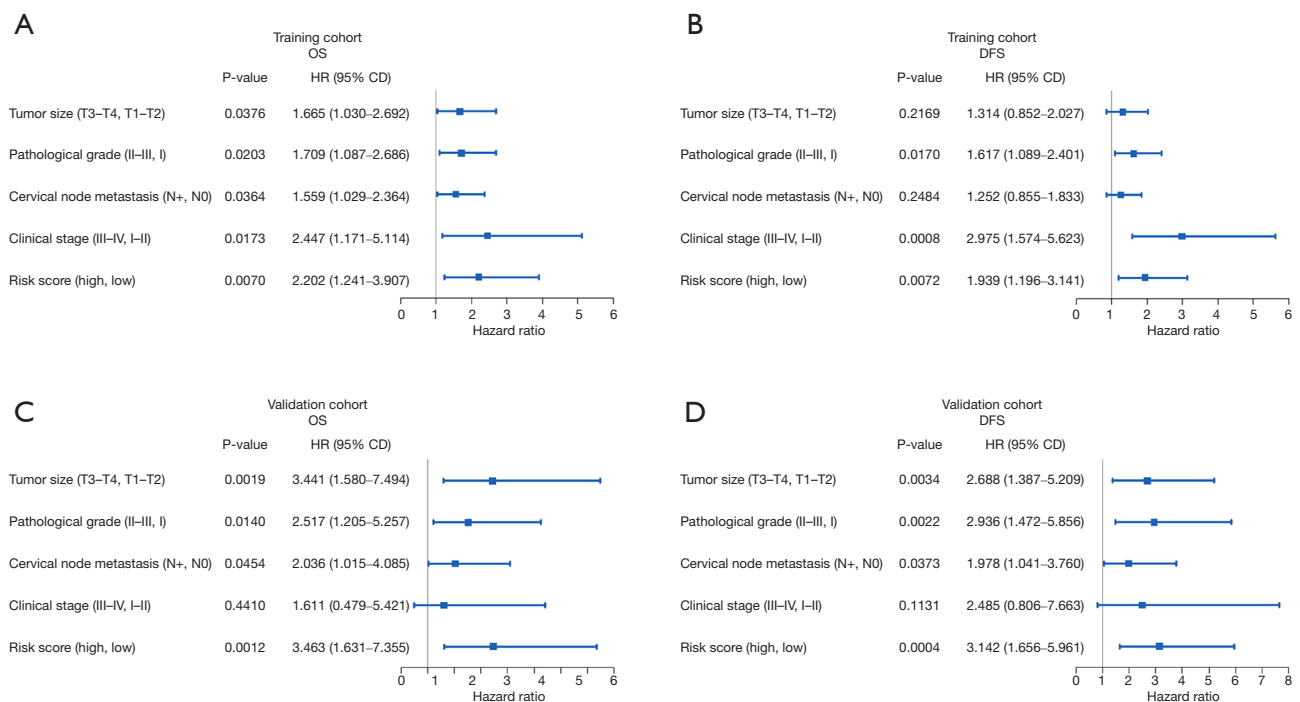 A
Training cohort
OS
P-value HR (95% CD)
Tumor size (T3–T4, T1–T2) 0.0376 1.665 (1.030–2.692)
Pathological grade (II–III, I) 0.0203 1.709 (1.087–2.686)
Cervical node metastasis (N+, N0) 0.0364 1.559 (1.029–2.364)
Clinical stage (III–IV, I–II) 0.0173 2.447 (1.171–5.114)
Risk score (high, low) 0.0070 2.202 (1.241–3.907)
0 1 2 3 4 5 6
Hazard ratio
B
Training cohort
DFS
P-value HR (95% CD)
Tumor size (T3–T4, T1–T2) 0.2169 1.314 (0.852–2.027)
Pathological grade (II–III, I) 0.0170 1.617 (1.089–2.401)
Cervical node metastasis (N+, N0) 0.2484 1.252 (0.855–1.833)
Clinical stage (III–IV, I–II) 0.0008 2.975 (1.574–5.623)
Risk score (high, low) 0.0072 1.939 (1.196–3.141)
0 1 2 3 4 5 6
Hazard ratio
C
Validation cohort
OS
P-value HR (95% CD)
Tumor size (T3–T4, T1–T2) 0.0019 3.441 (1.580–7.494)
Pathological grade (II–III, I) 0.0140 2.517 (1.205–5.257)
Cervical node metastasis (N+, N0) 0.0454 2.036 (1.015–4.085)
Clinical stage (III–IV, I–II) 0.4410 1.611 (0.479–5.421)
Risk score (high, low) 0.0012 3.463 (1.631–7.355)
0 1 2 3 4 5 6
Hazard ratio
D
Validation cohort
DFS
P-value HR (95% CD)
Tumor size (T3–T4, T1–T2) 0.0034 2.688 (1.387–5.209)
Pathological grade (II–III, I) 0.0022 2.936 (1.472–5.856)
Cervical node metastasis (N+, N0) 0.0373 1.978 (1.041–3.760)
Clinical stage (III–IV, I–II) 0.1131 2.485 (0.806–7.663)
Risk score (high, low) 0.0004 3.142 (1.656–5.961)
0 1 2 3 4 5 6 7 8
Hazard ratio